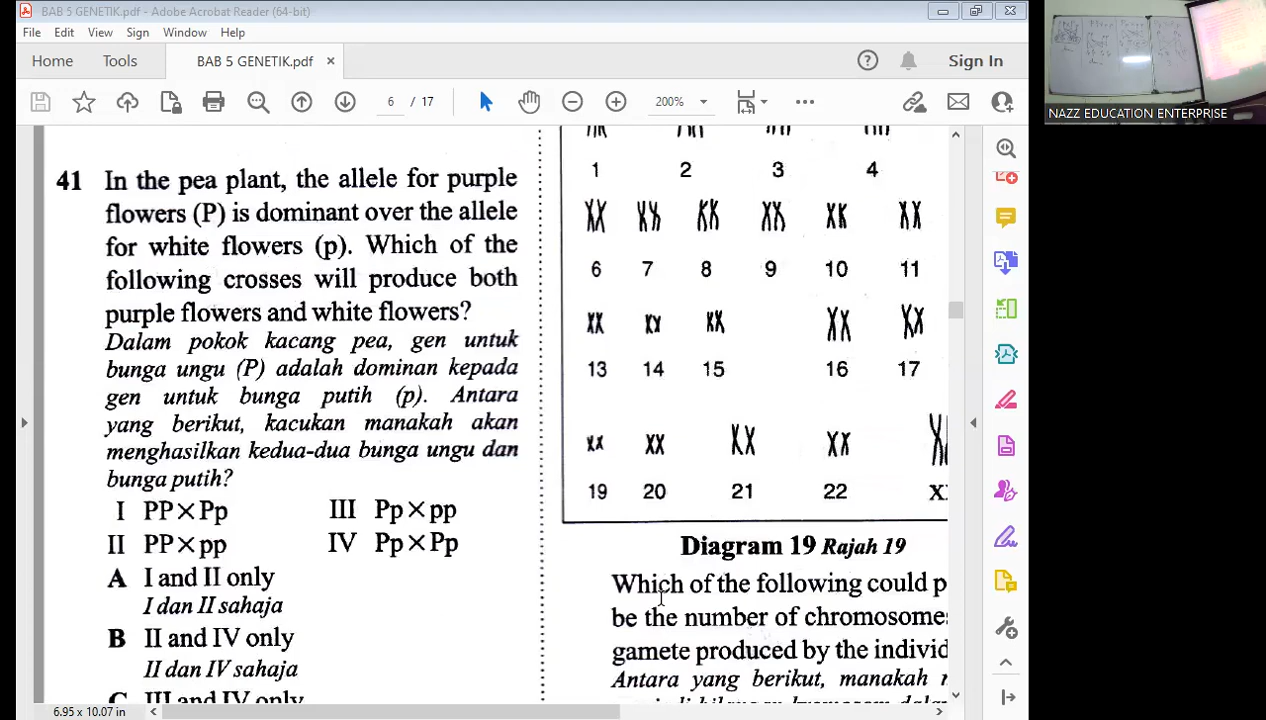 BAB 5 GENETIK.pdf - Adobe Acrobat Reader (64-bit)
File Edit View Sign Window Help
Home Tools BAB 5 GENETIK.pdf × Sign In
6 / 17 200%
NAZZ EDUCATION ENTERPRISE
41 In the pea plant, the allele for purple
flowers (P) is dominant over the allele
for white flowers (p). Which of the
following crosses will produce both
purple flowers and white flowers?
Dalam pokok kacang pea, gen untuk
bunga ungu (P) adalah dominan kepada
gen untuk bunga putih (p). Antara
yang berikut, kacukan manakah akan
menghasilkan kedua-dua bunga ungu dan
bunga putih?
I PP×Pp III Pp×pp
II PP×pp IV Pp×Pp
A I and II only
I dan II sahaja
B II and IV only
II dan IV sahaja
C III and IV only
1 2 3 4
6 7 8 9 10 11
13 14 15 16 17
19 20 21 22 X
Diagram 19 Rajah 19
Which of the following could p
be the number of chromosomes
gamete produced by the individ
Antara yang berikut, manakah
6.95 x 10.07 in